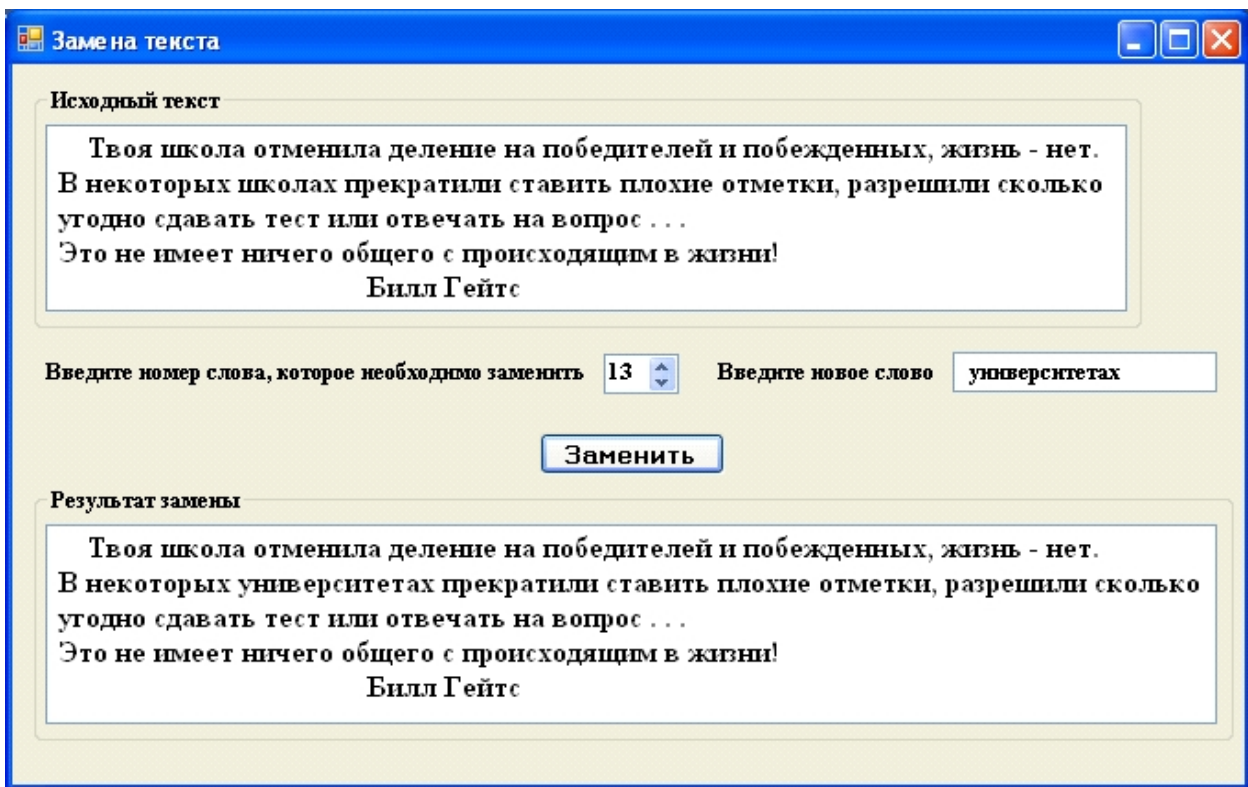 Замена текста
Исходный текст
Твоя школа отменила деление на победителей и побежденных, жизнь - нет.
В некоторых школах прекратили ставить плохие отметки, разрешили сколько
угодно сдавать тест или отвечать на вопрос . . .
Это не имеет ничего общего с происходящим в жизни!
Билл Гейтс
Введите номер слова, которое необходимо заменить 13 Введите новое слово университетах
Заменить
Результат замены
Твоя школа отменила деление на победителей и побежденных, жизнь - нет.
В некоторых университетах прекратили ставить плохие отметки, разрешили сколько
угодно сдавать тест или отвечать на вопрос . . .
Это не имеет ничего общего с происходящим в жизни!
Билл Гейтс